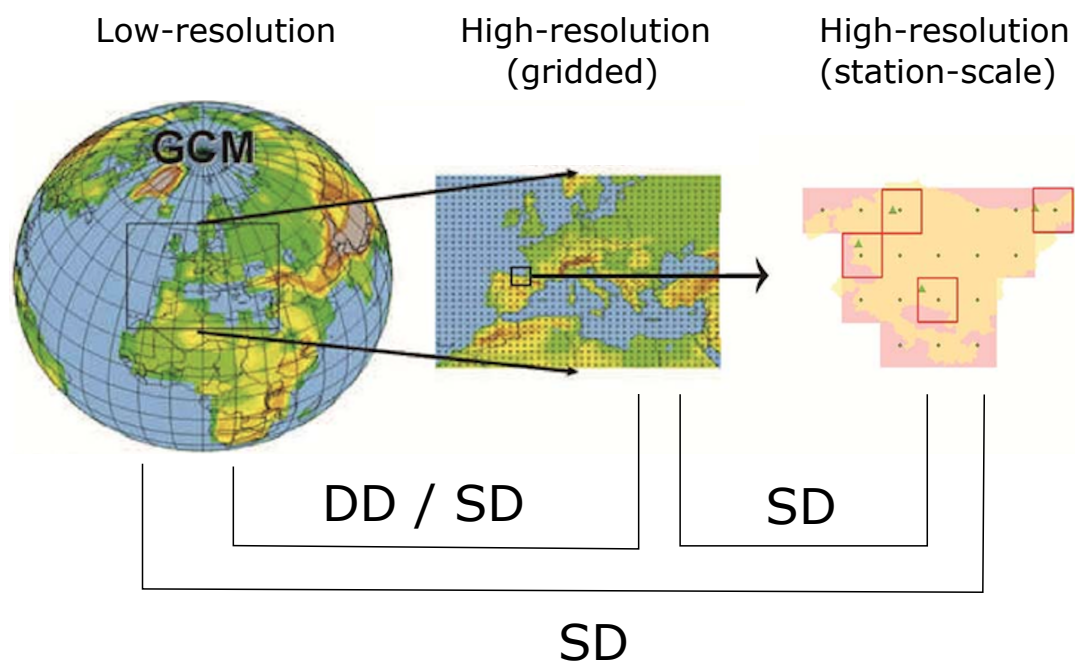 Low-resolution
High-resolution
(gridded)
High-resolution
(station-scale)
GCM
DD / SD
SD
SD